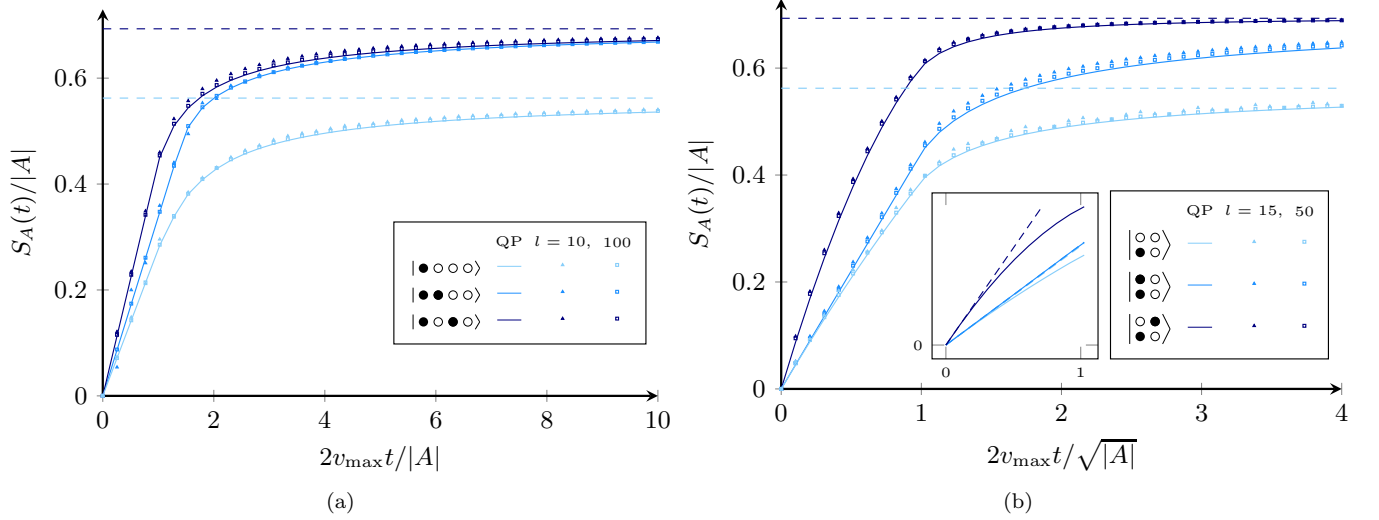 S_A(t)/|A|
0.6
0.4
0.2
0
0 2 4 6 8 10
2v_max t/|A|
QP l = 10, 100
|●○○○⟩
|●●○○⟩
|●○●○⟩
(a)
S_A(t)/|A|
0.6
0.4
0.2
0
0 1 2 3 4
2v_max t/√|A|
0
0 1
QP l = 15, 50
(b)